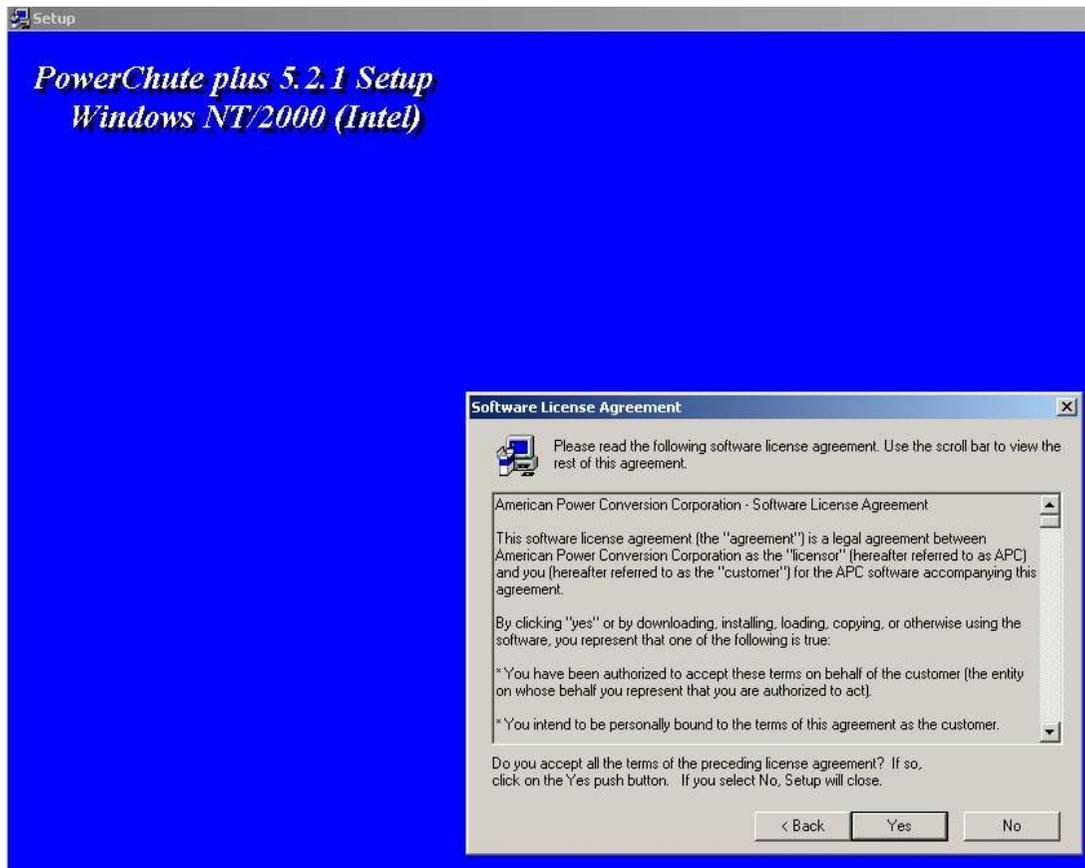 Setup
PowerChute plus 5.2.1 Setup
Windows NT/2000 (Intel)
Software License Agreement
Please read the following software license agreement. Use the scroll bar to view the
rest of this agreement.
American Power Conversion Corporation - Software License Agreement
This software license agreement (the "agreement") is a legal agreement between
American Power Conversion Corporation as the "licensor" (hereafter referred to as APC)
and you (hereafter referred to as the "customer") for the APC software accompanying this
agreement.
By clicking "yes" or by downloading, installing, loading, copying, or otherwise using the
software, you represent that one of the following is true:
* You have been authorized to accept these terms on behalf of the customer (the entity
on whose behalf you represent that you are authorized to act).
* You intend to be personally bound to the terms of this agreement as the customer.
Do you accept all the terms of the preceding license agreement? If so,
click on the Yes push button. If you select No, Setup will close.
< Back Yes No